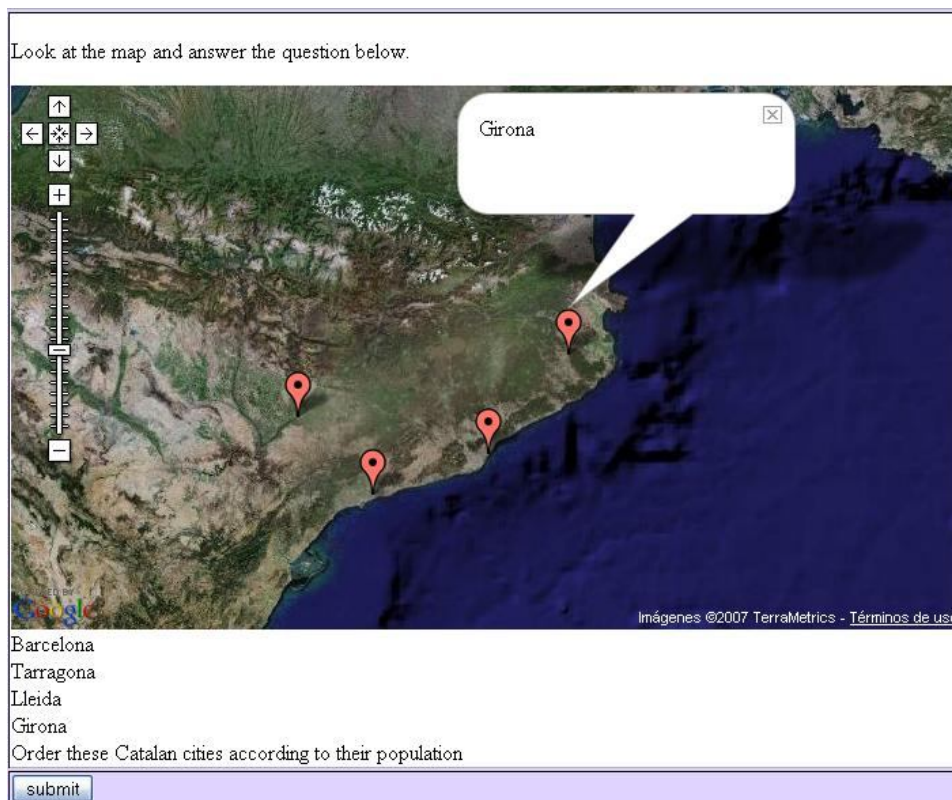 Look at the map and answer the question below.
Girona
Google
Imágenes ©2007 TerraMetrics - Términos de uso
Barcelona
Tarragona
Lleida
Girona
Order these Catalan cities according to their population
submit